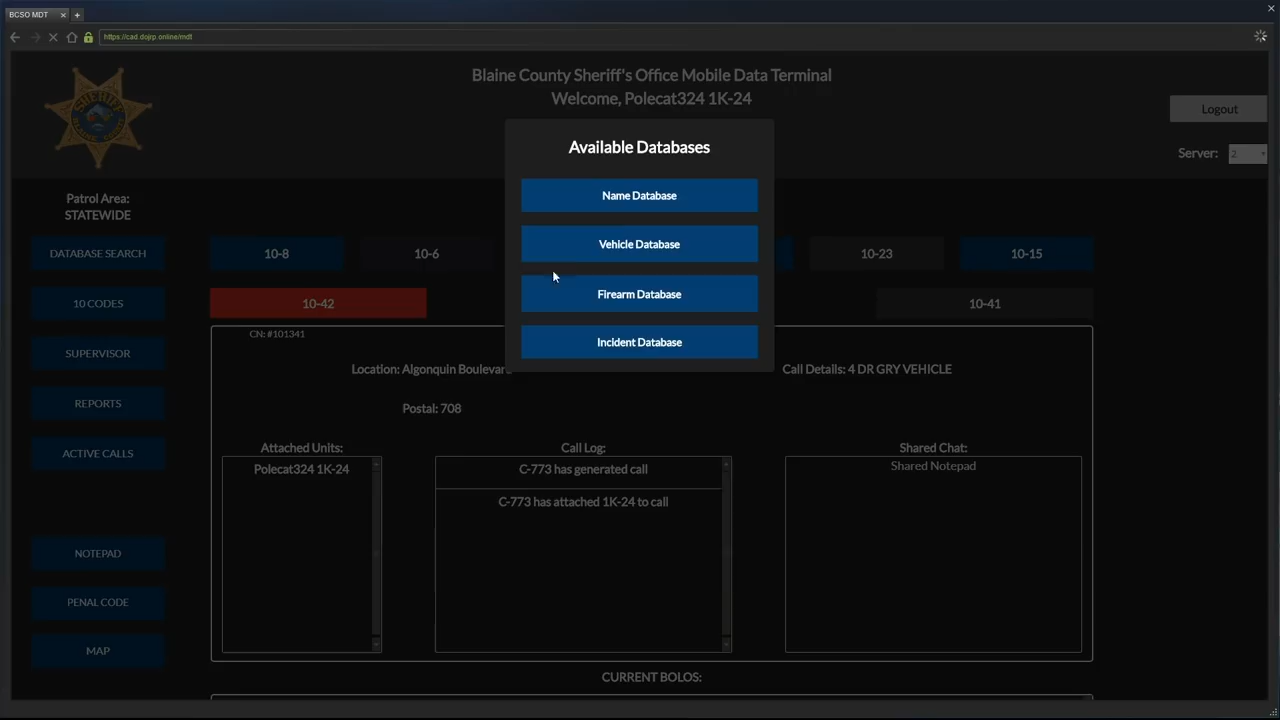 BCSO MDT
https://cad.dojrp.online/mdt
SHERIFF
Blaine County Sheriff's Office Mobile Data Terminal
Welcome, Polecat324 1K-24
Logout
Server: 2
Available Databases
Name Database
Vehicle Database
Firearm Database
Incident Database
Patrol Area:
STATEWIDE
DATABASE SEARCH
10 CODES
SUPERVISOR
REPORTS
ACTIVE CALLS
NOTEPAD
PENAL CODE
MAP
10-8
10-6
10-23
10-15
10-42
10-41
CN: #101341
Location: Algonquin Boulevard
Call Details: 4 DR GRY VEHICLE
Postal: 708
Attached Units:
Polecat324 1K-24
Call Log:
C-773 has generated call
C-773 has attached 1K-24 to call
Shared Chat:
Shared Notepad
CURRENT BOLOS: